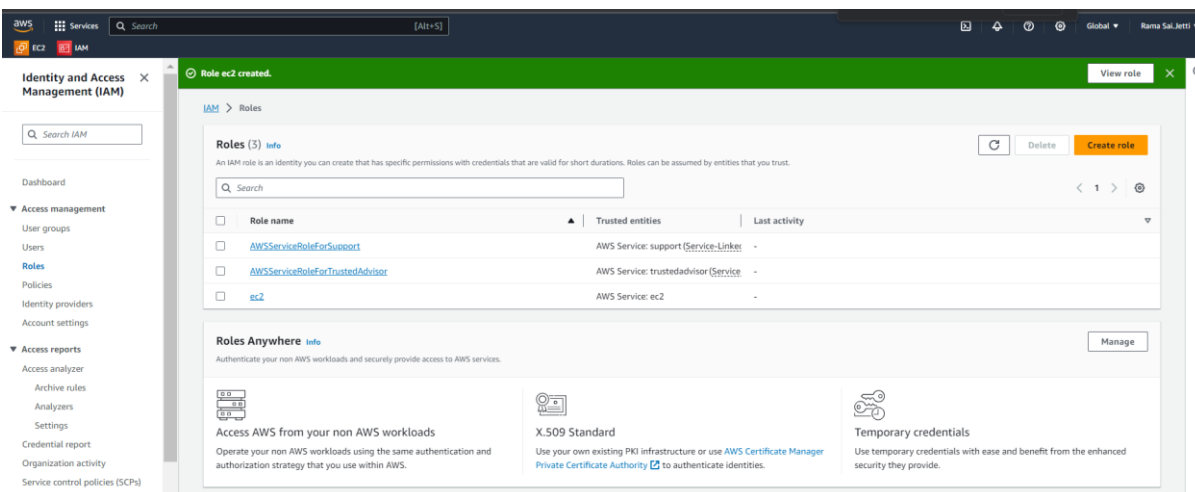 aws
Services
Search
[Alt+S]
Global
Rama Sai.Jetti
EC2
IAM
Identity and Access
Management (IAM)
Search IAM
Dashboard
Access management
User groups
Users
Roles
Policies
Identity providers
Account settings
Access reports
Access analyzer
Archive rules
Analyzers
Settings
Credential report
Organization activity
Service control policies (SCPs)
Role ec2 created.
View role
IAM > Roles
Roles (3) Info
An IAM role is an identity you can create that has specific permissions with credentials that are valid for short durations. Roles can be assumed by entities that you trust.
Delete
Create role
Search
1
Role name
Trusted entities
Last activity
AWSServiceRoleForSupport
AWS Service: support (Service-Linked
-
AWSServiceRoleForTrustedAdvisor
AWS Service: trustedadvisor (Service
-
ec2
AWS Service: ec2
-
Roles Anywhere Info
Authenticate your non AWS workloads and securely provide access to AWS services.
Manage
Access AWS from your non AWS workloads
Operate your non AWS workloads using the same authentication and
authorization strategy that you use within AWS.
X.509 Standard
Use your own existing PKI infrastructure or use AWS Certificate Manager
Private Certificate Authority to authenticate identities.
Temporary credentials
Use temporary credentials with ease and benefit from the enhanced
security they provide.